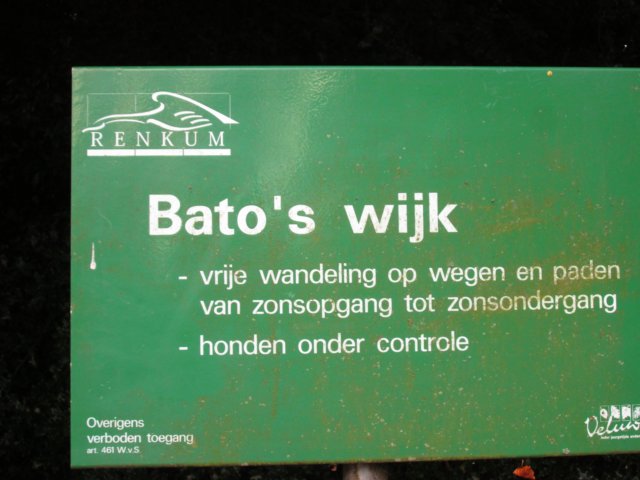 RENKUM
Bato's wijk
- vrije wandeling op wegen en paden
van zonsopgang tot zonsondergang
- honden onder controle
Overigens
verboden toegang
art. 461 W.v.S